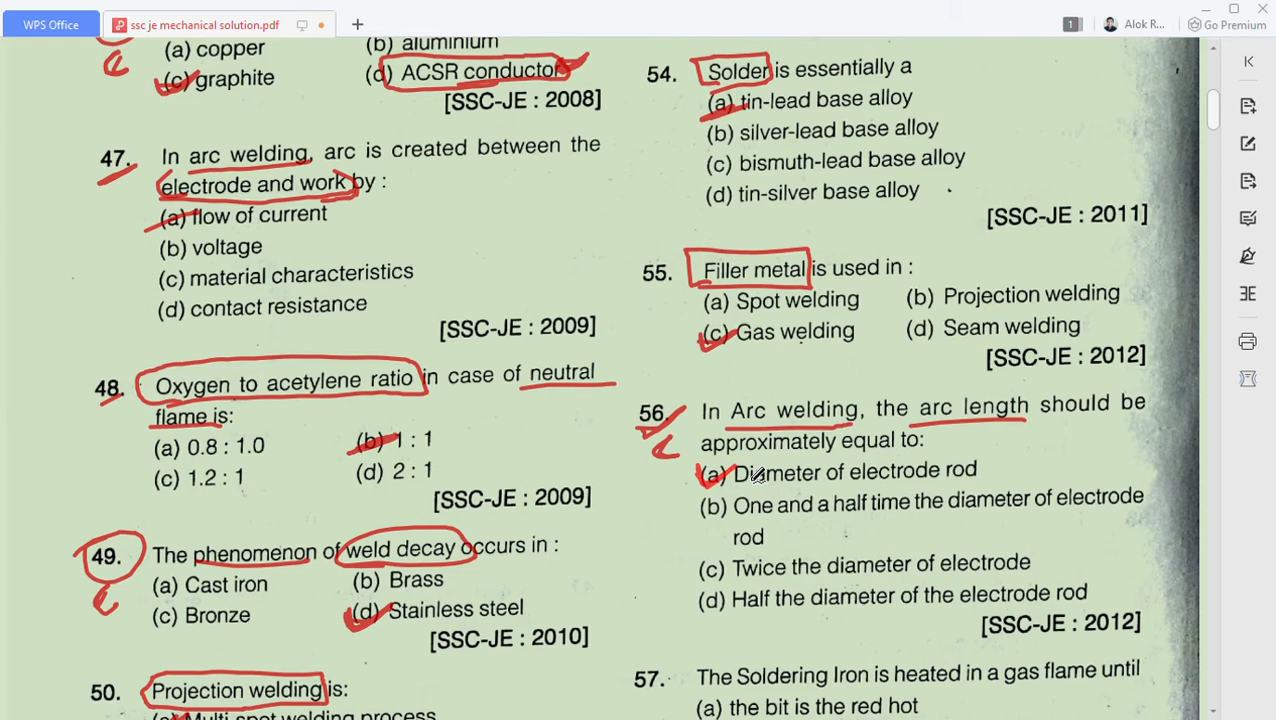 WPS Office
ssc je mechanical solution.pdf
1
Alok R...
Go Premium
(a) copper
(b) aluminium
(c) graphite
(d) ACSR conductor
[SSC-JE : 2008]
47. In arc welding, arc is created between the
electrode and work by :
(a) flow of current
(b) voltage
(c) material characteristics
(d) contact resistance
[SSC-JE : 2009]
48. Oxygen to acetylene ratio in case of neutral
flame is:
(a) 0.8 : 1.0
(b) 1 : 1
(c) 1.2 : 1
(d) 2 : 1
[SSC-JE : 2009]
49. The phenomenon of weld decay occurs in :
(a) Cast iron
(b) Brass
(c) Bronze
(d) Stainless steel
[SSC-JE : 2010]
50. Projection welding is:
(a) Multi-spot welding process
54. Solder is essentially a
(a) tin-lead base alloy
(b) silver-lead base alloy
(c) bismuth-lead base alloy
(d) tin-silver base alloy
[SSC-JE : 2011]
55. Filler metal is used in :
(a) Spot welding
(b) Projection welding
(c) Gas welding
(d) Seam welding
[SSC-JE : 2012]
56. In Arc welding, the arc length should be
approximately equal to:
(a) Diameter of electrode rod
(b) One and a half time the diameter of electrode
rod
(c) Twice the diameter of electrode
(d) Half the diameter of the electrode rod
[SSC-JE : 2012]
57. The Soldering Iron is heated in a gas flame until
(a) the bit is the red hot